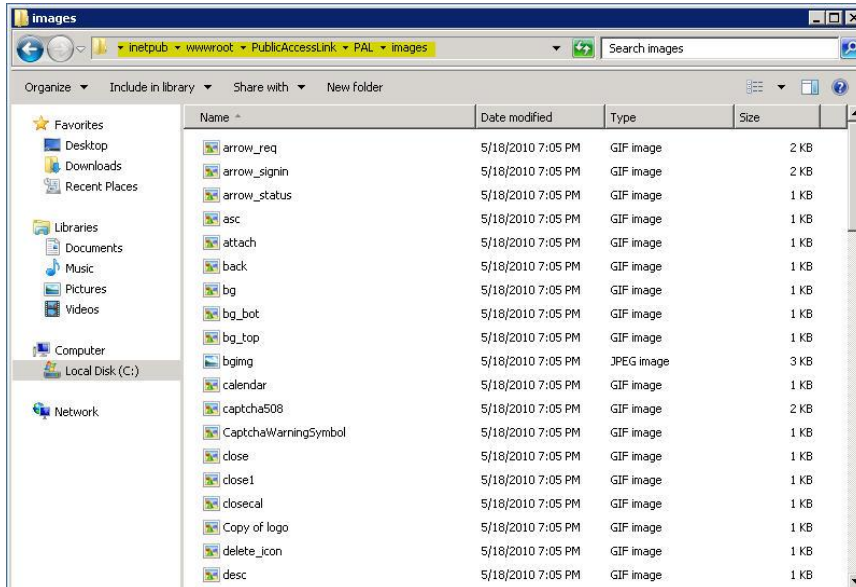 images
inetpub wwwroot PublicAccessLink PAL images Search images
Organize Include in library Share with New folder
Favorites
Desktop
Downloads
Recent Places
Libraries
Documents
Music
Pictures
Videos
Computer
Local Disk (C:)
Network
Name Date modified Type Size
arrow_req 5/18/2010 7:05 PM GIF image 2 KB
arrow_signin 5/18/2010 7:05 PM GIF image 2 KB
arrow_status 5/18/2010 7:05 PM GIF image 1 KB
asc 5/18/2010 7:05 PM GIF image 1 KB
attach 5/18/2010 7:05 PM GIF image 1 KB
back 5/18/2010 7:05 PM GIF image 1 KB
bg 5/18/2010 7:05 PM GIF image 1 KB
bg_bot 5/18/2010 7:05 PM GIF image 1 KB
bg_top 5/18/2010 7:05 PM GIF image 1 KB
bgimg 5/18/2010 7:05 PM JPEG image 3 KB
calendar 5/18/2010 7:05 PM GIF image 1 KB
captcha508 5/18/2010 7:05 PM GIF image 2 KB
CaptchaWarningSymbol 5/18/2010 7:05 PM GIF image 1 KB
close 5/18/2010 7:05 PM GIF image 1 KB
close1 5/18/2010 7:05 PM GIF image 1 KB
closecal 5/18/2010 7:05 PM GIF image 1 KB
Copy of logo 5/18/2010 7:05 PM GIF image 1 KB
delete_icon 5/18/2010 7:05 PM GIF image 1 KB
desc 5/18/2010 7:05 PM GIF image 1 KB